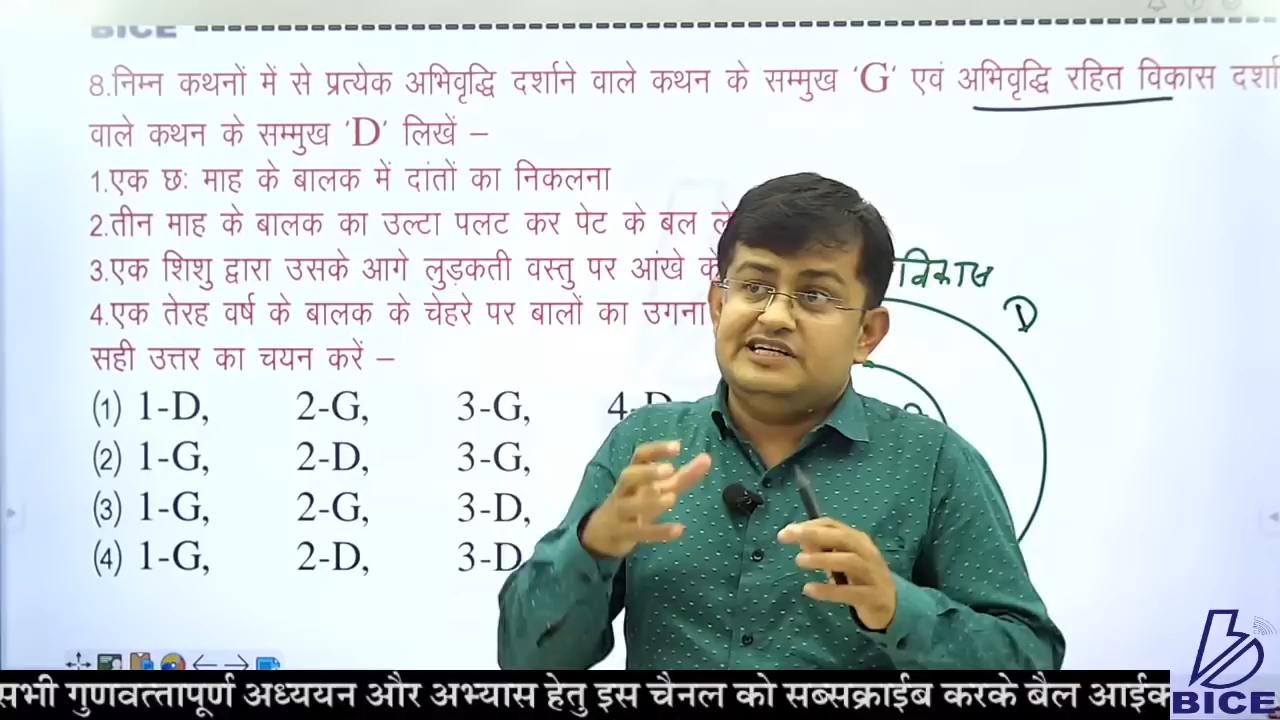 BICE
8.निम्न कथनों में से प्रत्येक अभिवृद्धि दर्शाने वाले कथन के सम्मुख 'G' एवं अभिवृद्धि रहित विकास दर्शा
वाले कथन के सम्मुख 'D' लिखें –
1.एक छः माह के बालक में दांतों का निकलना
2.तीन माह के बालक का उल्टा पलट कर पेट के बल ले
3.एक शिशु द्वारा उसके आगे लुड़कती वस्तु पर आंखे के
विकास
D
4.एक तेरह वर्ष के बालक के चेहरे पर बालों का उगना
सही उत्तर का चयन करें –
(1) 1-D, 2-G, 3-G, 4-D
(2) 1-G, 2-D, 3-G,
(3) 1-G, 2-G, 3-D,
(4) 1-G, 2-D, 3-D
सभी गुणवत्तापूर्ण अध्ययन और अभ्यास हेतु इस चैनल को सब्सक्राईब करके बैल आईक
BICE